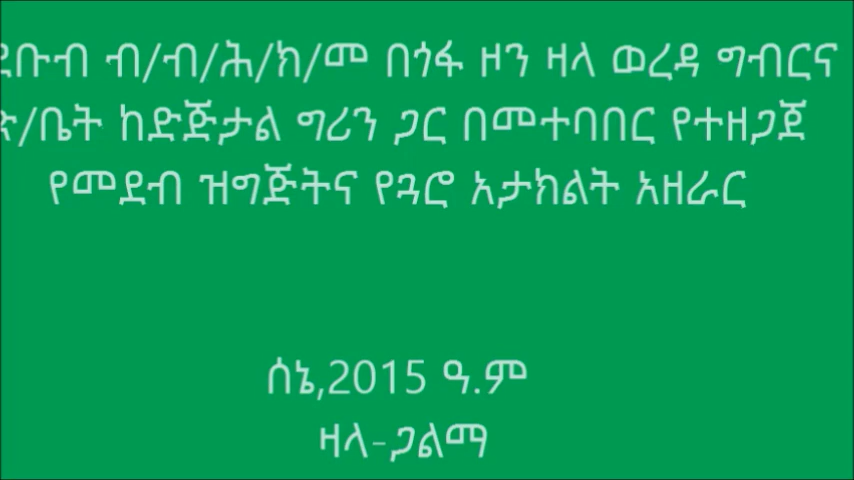 ደቡብ ብ/ብ/ሕ/ክ/መ በጎፋ ዞን ዛላ ወረዳ ግብርና
ጽ/ቤት ከድጅታል ግሪን ጋር በመተባበር የተዘጋጀ
የመደብ ዝግጅትና የጓሮ አታክልት አዘራር
ሰኔ,2015 ዓ.ም
ዛላ-ጋልማ